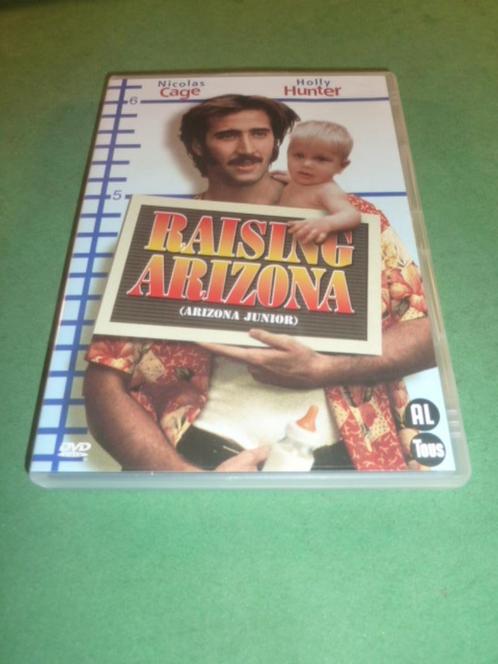 Nicolas
Cage
Holly
Hunter
6
5
RAISING
ARIZONA
(ARIZONA JUNIOR)
AL
Tous
DVD